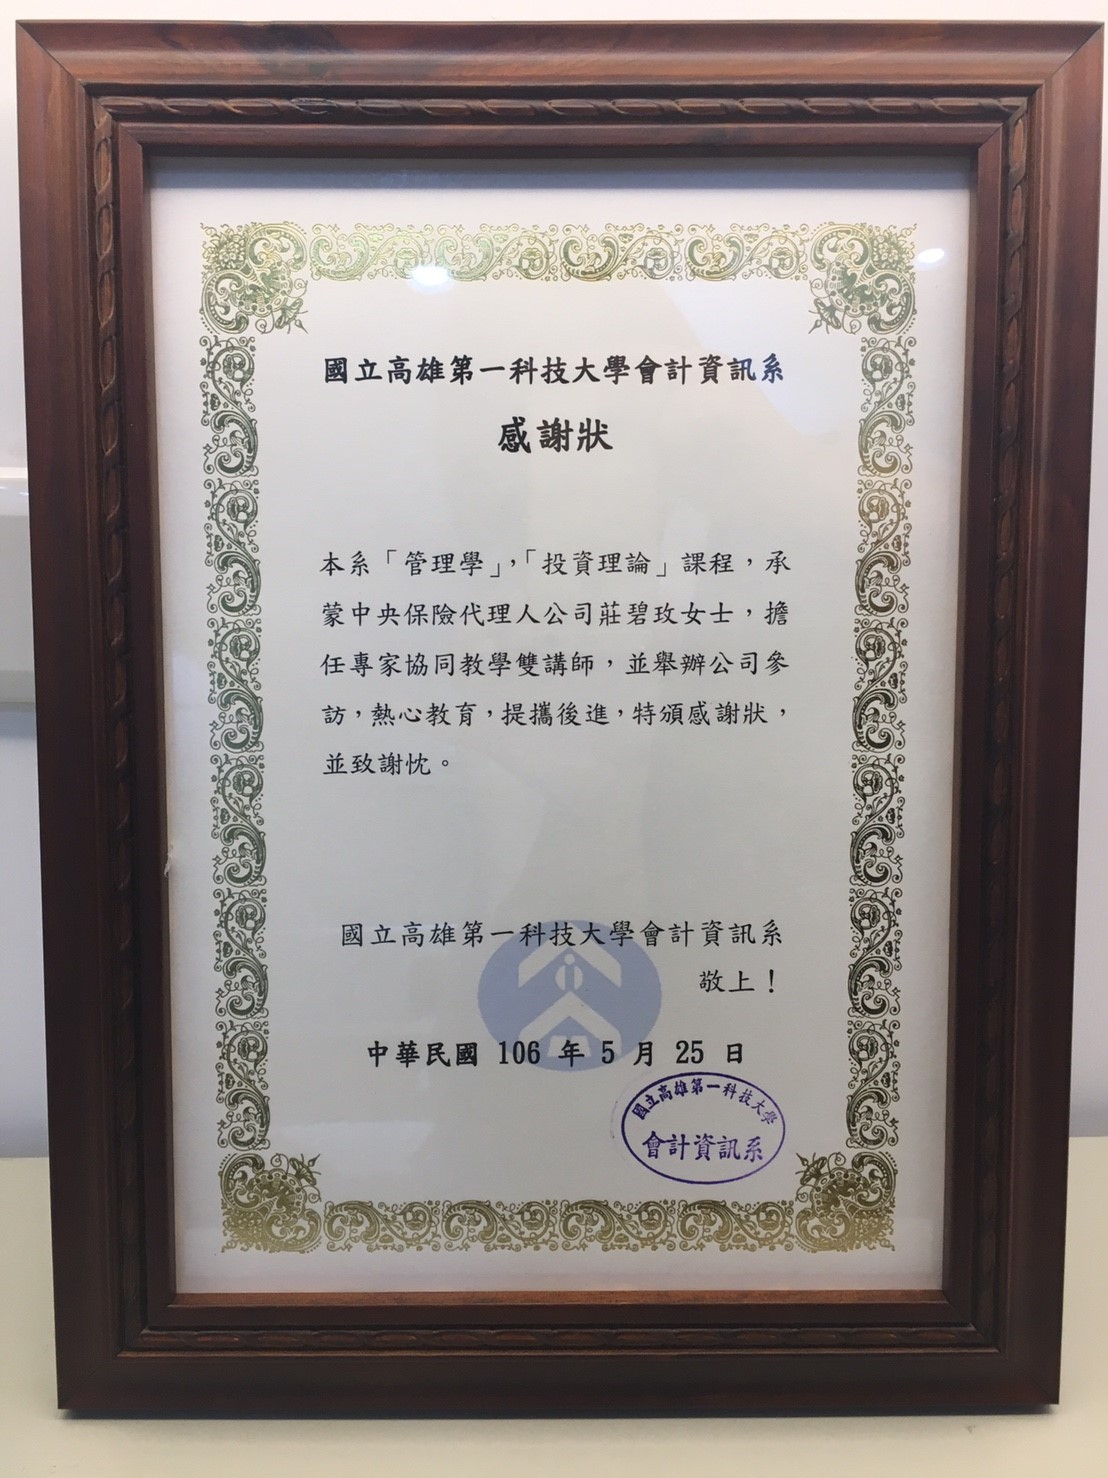 國立高雄第一科技大學會計資訊系
感謝狀
本系「管理學」,「投資理論」課程，承
蒙中央保險代理人公司莊碧玫女士，擔
任專家協同教學雙講師，並舉辦公司參
訪，熱心教育，提攜後進，特頒感謝狀，
並致謝忱。
國立高雄第一科技大學會計資訊系
敬上！
中華民國 106 年 5 月 25 日
國立高雄第一科技大學
會計資訊系